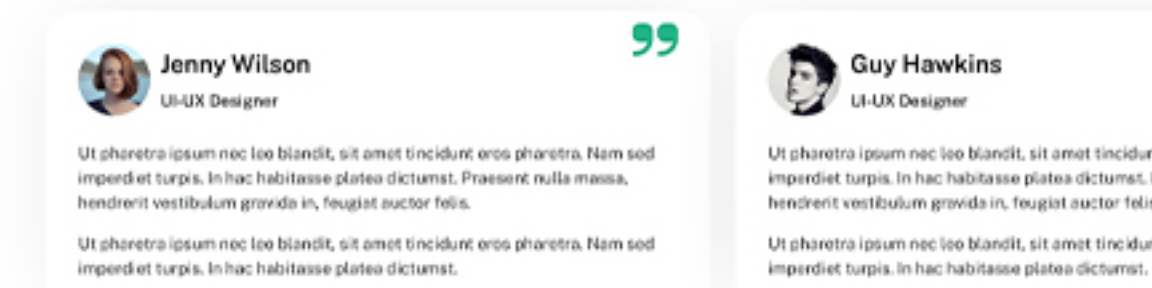 Jenny Wilson
UI-UX Designer
Ut pharetra ipsum nec leo blandit, sit amet tincidunt eros pharetra. Nam sed
imperdiet turpis. In hac habitasse platea dictumst. Praesent nulla massa,
hendrerit vestibulum gravida in, feugiat auctor felis.
Ut pharetra ipsum nec leo blandit, sit amet tincidunt eros pharetra. Nam sed
imperdiet turpis. In hac habitasse platea dictumst.
Guy Hawkins
UI-UX Designer
Ut pharetra ipsum nec leo blandit, sit amet
imperdiet turpis. In hac habitasse platea dictumst.
hendrerit vestibulum gravida in, feugiat auctor
Ut pharetra ipsum nec leo blandit, sit amet
imperdiet turpis. In hac habitasse platea dictumst.